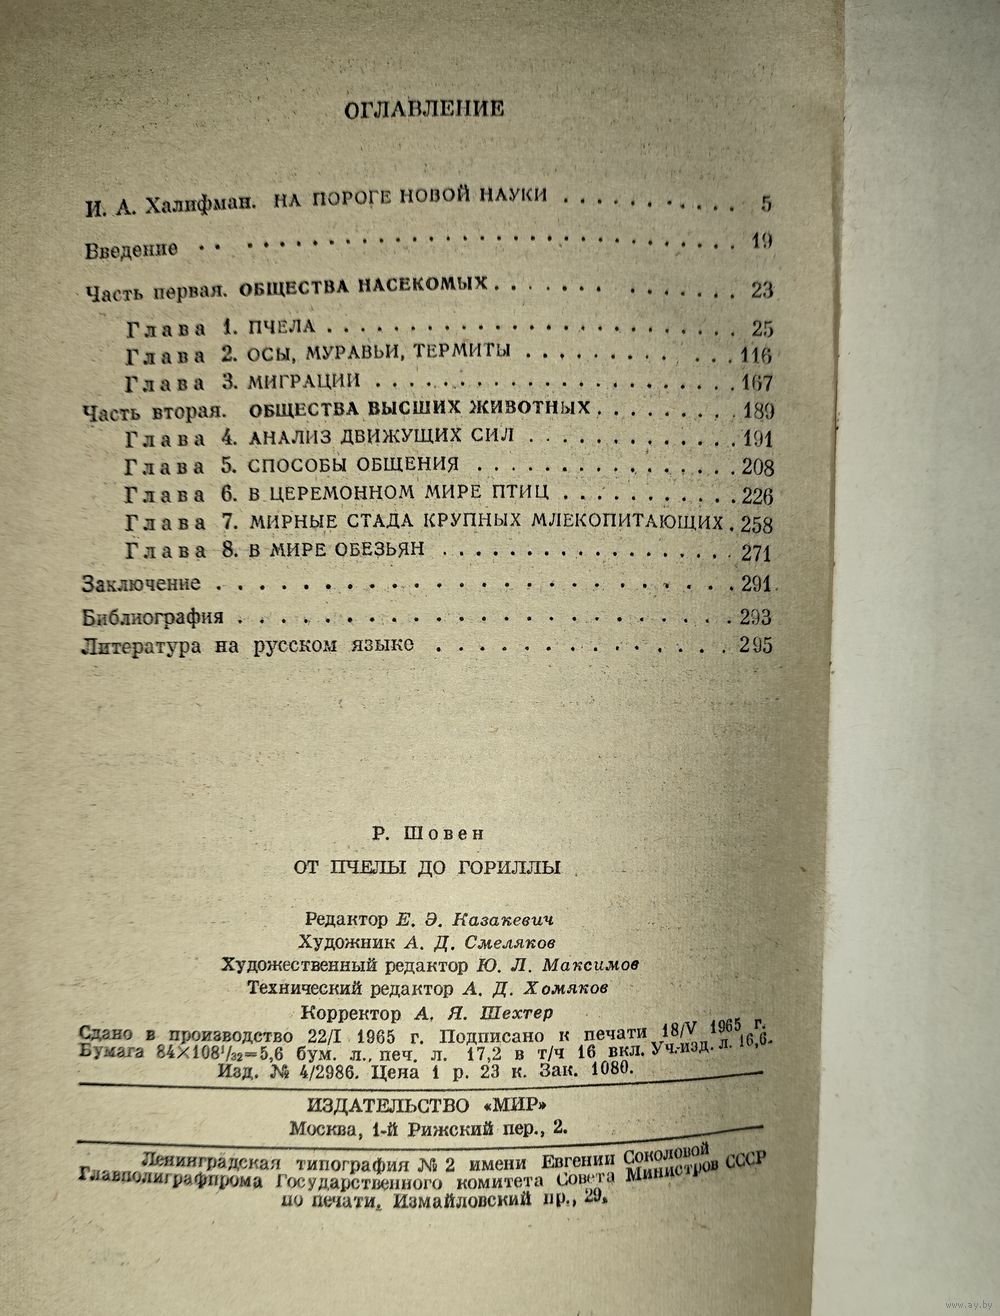 ОГЛАВЛЕНИЕ
И. А. Халифман. НА ПОРОГЕ НОВОЙ НАУКИ . . . . . . . . . . . 5
Введение . . . . . . . . . . . . . . . . . . . . . . . . . . 19
Часть первая. ОБЩЕСТВА НАСЕКОМЫХ . . . . . . . . . . . . 23
Глава 1. ПЧЕЛА . . . . . . . . . . . . . . . . . . . . 25
Глава 2. ОСЫ, МУРАВЬИ, ТЕРМИТЫ . . . . . . . . . . . 116
Глава 3. МИГРАЦИИ . . . . . . . . . . . . . . . . . . 167
Часть вторая. ОБЩЕСТВА ВЫСШИХ ЖИВОТНЫХ . . . . . . . . 189
Глава 4. АНАЛИЗ ДВИЖУЩИХ СИЛ . . . . . . . . . . . . 191
Глава 5. СПОСОБЫ ОБЩЕНИЯ . . . . . . . . . . . . . . 208
Глава 6. В ЦЕРЕМОННОМ МИРЕ ПТИЦ . . . . . . . . . . . 226
Глава 7. МИРНЫЕ СТАДА КРУПНЫХ МЛЕКОПИТАЮЩИХ . 258
Глава 8. В МИРЕ ОБЕЗЬЯН . . . . . . . . . . . . . . . 271
Заключение . . . . . . . . . . . . . . . . . . . . . . . . 291
Библиография . . . . . . . . . . . . . . . . . . . . . . . 293
Литература на русском языке . . . . . . . . . . . . . . 295
Р. Шовен
ОТ ПЧЕЛЫ ДО ГОРИЛЛЫ
Редактор Е. Э. Казакевич
Художник А. Д. Смеляков
Художественный редактор Ю. Л. Максимов
Технический редактор А. Д. Хомяков
Корректор А. Я. Шехтер
Сдано в производство 22/I 1965 г. Подписано к печати 18/V 1965 г.
Бумага 84×108¹/₃₂=5,6 бум. л., печ. л. 17,2 в т/ч 16 вкл. Уч.-изд. л. 16,6.
Изд. № 4/2986. Цена 1 р. 23 к. Зак. 1080.
ИЗДАТЕЛЬСТВО «МИР»
Москва, 1-й Рижский пер., 2.
Ленинградская типография № 2 имени Евгении Соколовой
Главполиграфпрома Государственного комитета Совета Министров СССР
по печати. Измайловский пр., 29.
www.ay.by